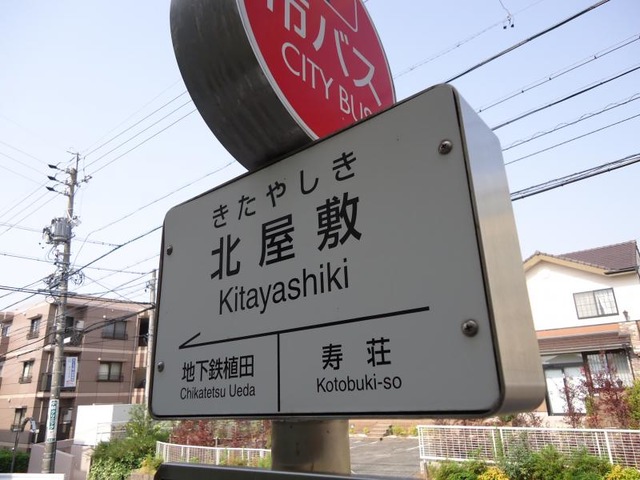 市バス
CITY BUS
きたやしき
北屋敷
Kitayashiki
地下鉄植田
Chikatetsu Ueda
寿荘
Kotobuki-so